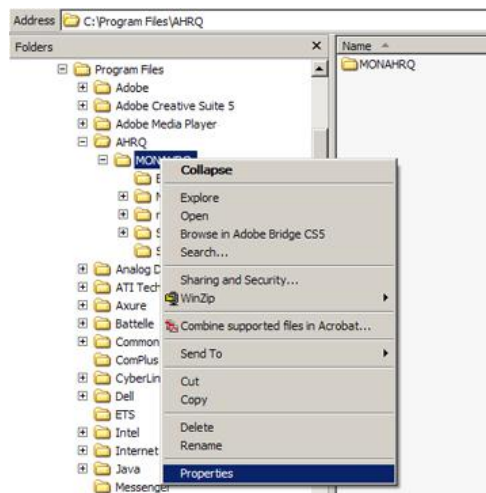 Address C:\Program Files\AHRQ
Folders
Name
Program Files
MONAHRQ
Adobe
Adobe Creative Suite 5
Adobe Media Player
AHRQ
Collapse
Explore
Open
Browse in Adobe Bridge CS5
Search...
Analog D
Sharing and Security...
ATI Tech
WinZip
Axure
Battelle
Combine supported files in Acrobat...
Common
ComPlus
Send To
CyberLin
Cut
Dell
Copy
ETS
Delete
Intel
Rename
Internet
Java
Properties
Messenger